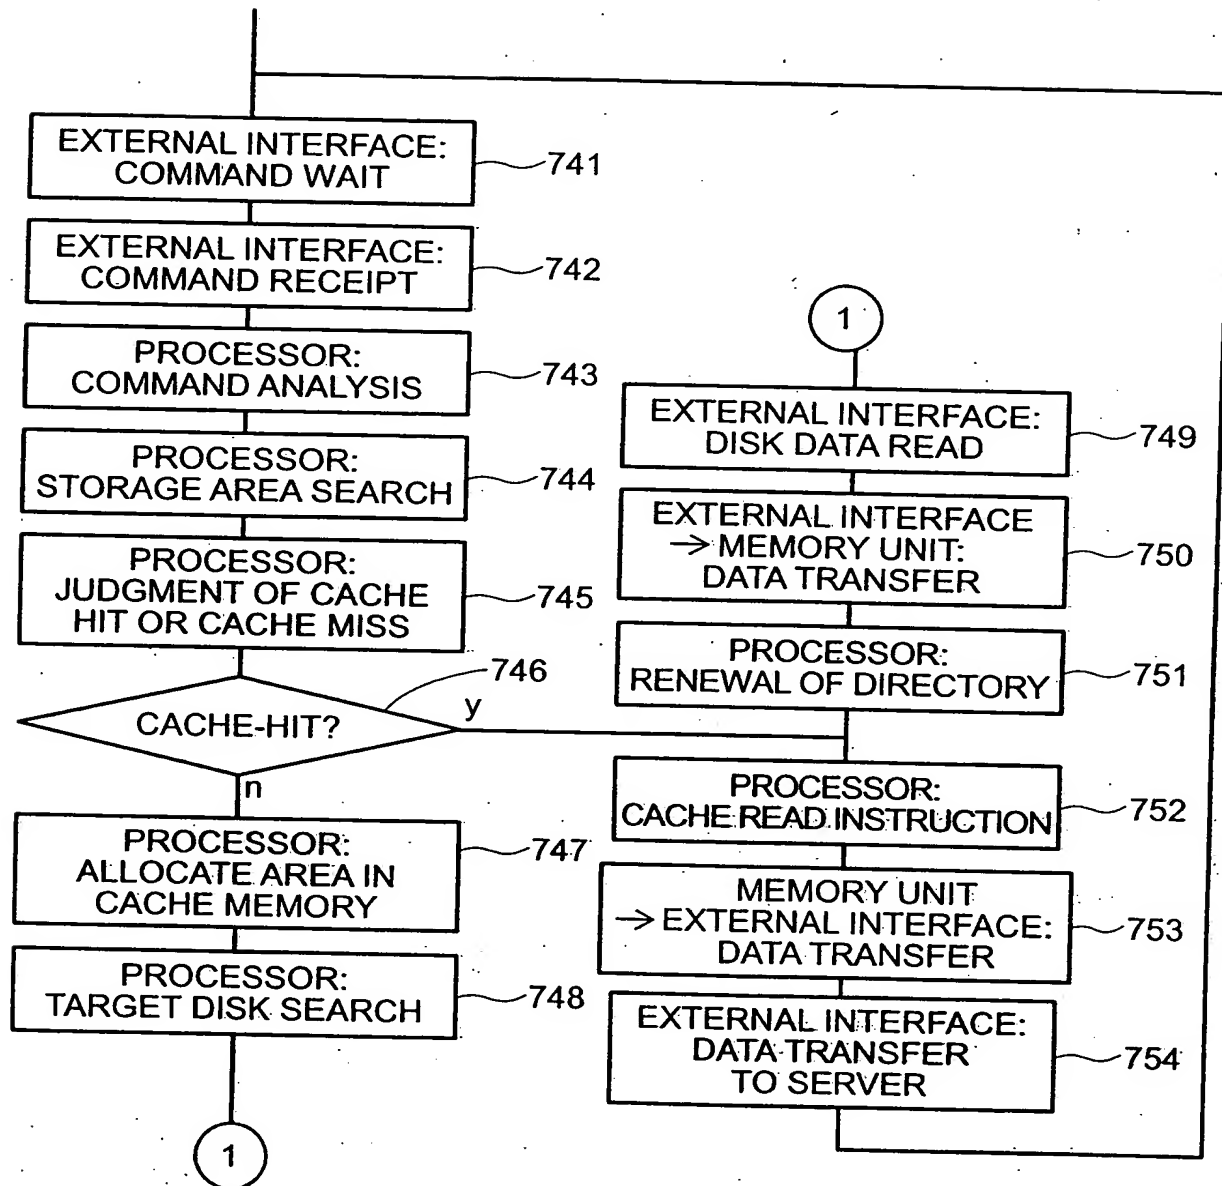 EXTERNAL INTERFACE:
COMMAND WAIT
741
EXTERNAL INTERFACE:
COMMAND RECEIPT
742
PROCESSOR:
COMMAND ANALYSIS
743
PROCESSOR:
STORAGE AREA SEARCH
744
PROCESSOR:
JUDGMENT OF CACHE
HIT OR CACHE MISS
745
746
CACHE-HIT?
y
n
PROCESSOR:
ALLOCATE AREA IN
CACHE MEMORY
747
PROCESSOR:
TARGET DISK SEARCH
748
1
1
EXTERNAL INTERFACE:
DISK DATA READ
749
EXTERNAL INTERFACE
→ MEMORY UNIT:
DATA TRANSFER
750
PROCESSOR:
RENEWAL OF DIRECTORY
751
PROCESSOR:
CACHE READ INSTRUCTION
752
MEMORY UNIT
→ EXTERNAL INTERFACE:
DATA TRANSFER
753
EXTERNAL INTERFACE:
DATA TRANSFER
TO SERVER
754